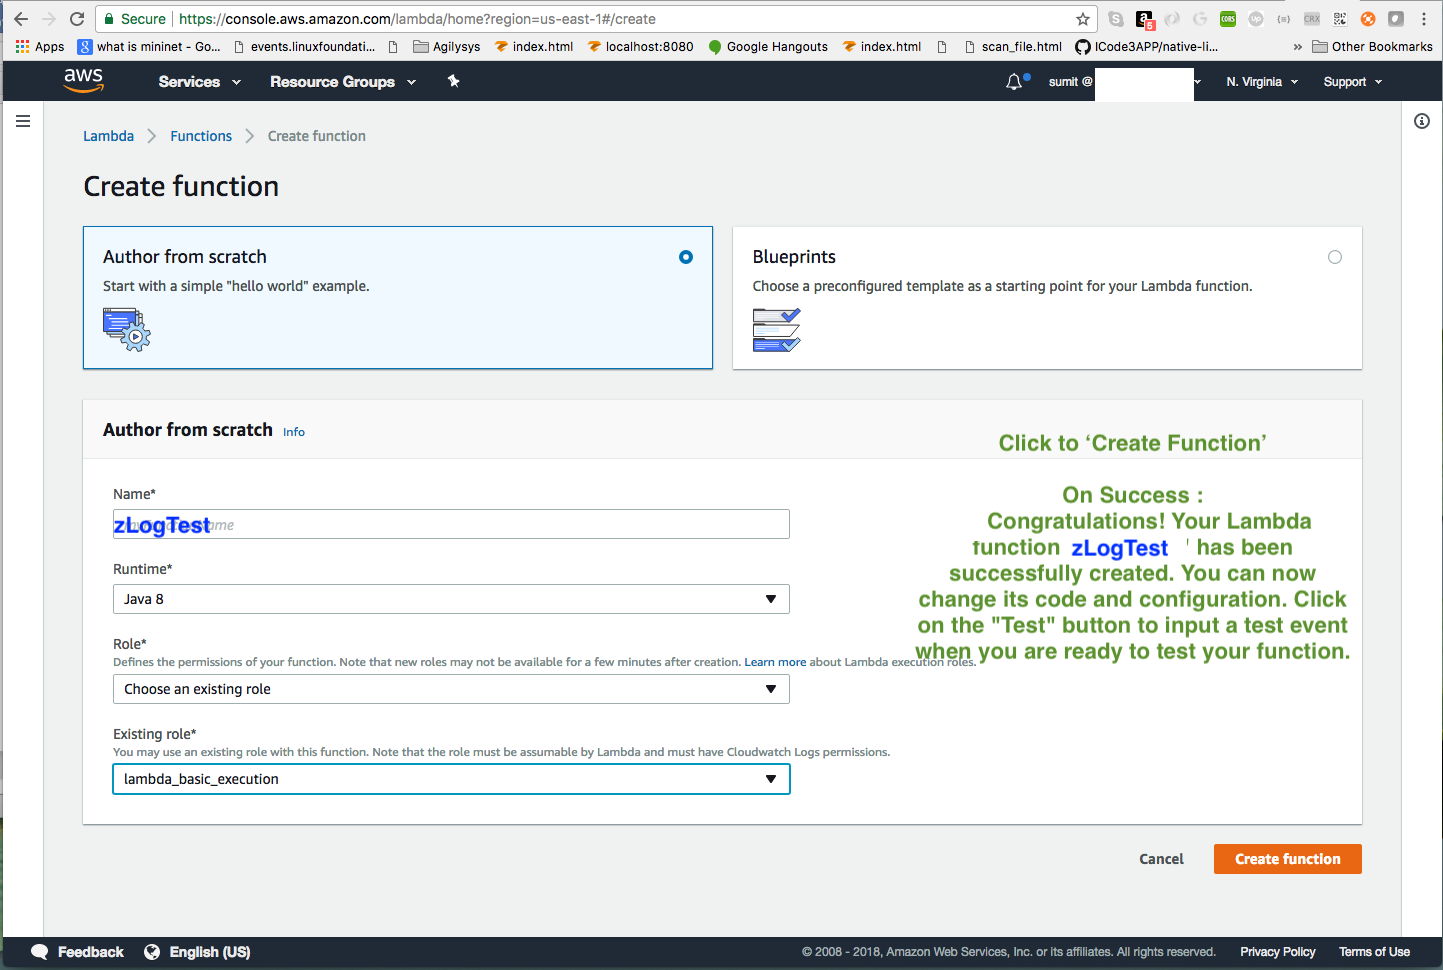 Secure https://console.aws.amazon.com/lambda/home?region=us-east-1#/create
Apps what is mininet - Go... events.linuxfoundati... Agilysys index.html localhost:8080 Google Hangouts index.html scan_file.html ICode3APP/native-li... » Other Bookmarks
aws Services Resource Groups sumit @ N. Virginia Support
Lambda Functions Create function
Create function
Author from scratch
Start with a simple "hello world" example.
Blueprints
Choose a preconfigured template as a starting point for your Lambda function.
Author from scratch Info
Click to ‘Create Function’
On Success :
Congratulations! Your Lambda
function zLogTest ' has been
successfully created. You can now
change its code and configuration. Click
on the "Test" button to input a test event
when you are ready to test your function.
Name*
zLogTest
Runtime*
Java 8
Role*
Defines the permissions of your function. Note that new roles may not be available for a few minutes after creation. Learn more about Lambda execution roles.
Choose an existing role
Existing role*
You may use an existing role with this function. Note that the role must be assumable by Lambda and must have Cloudwatch Logs permissions.
lambda_basic_execution
Cancel Create function
Feedback English (US) © 2008 - 2018, Amazon Web Services, Inc. or its affiliates. All rights reserved. Privacy Policy Terms of Use